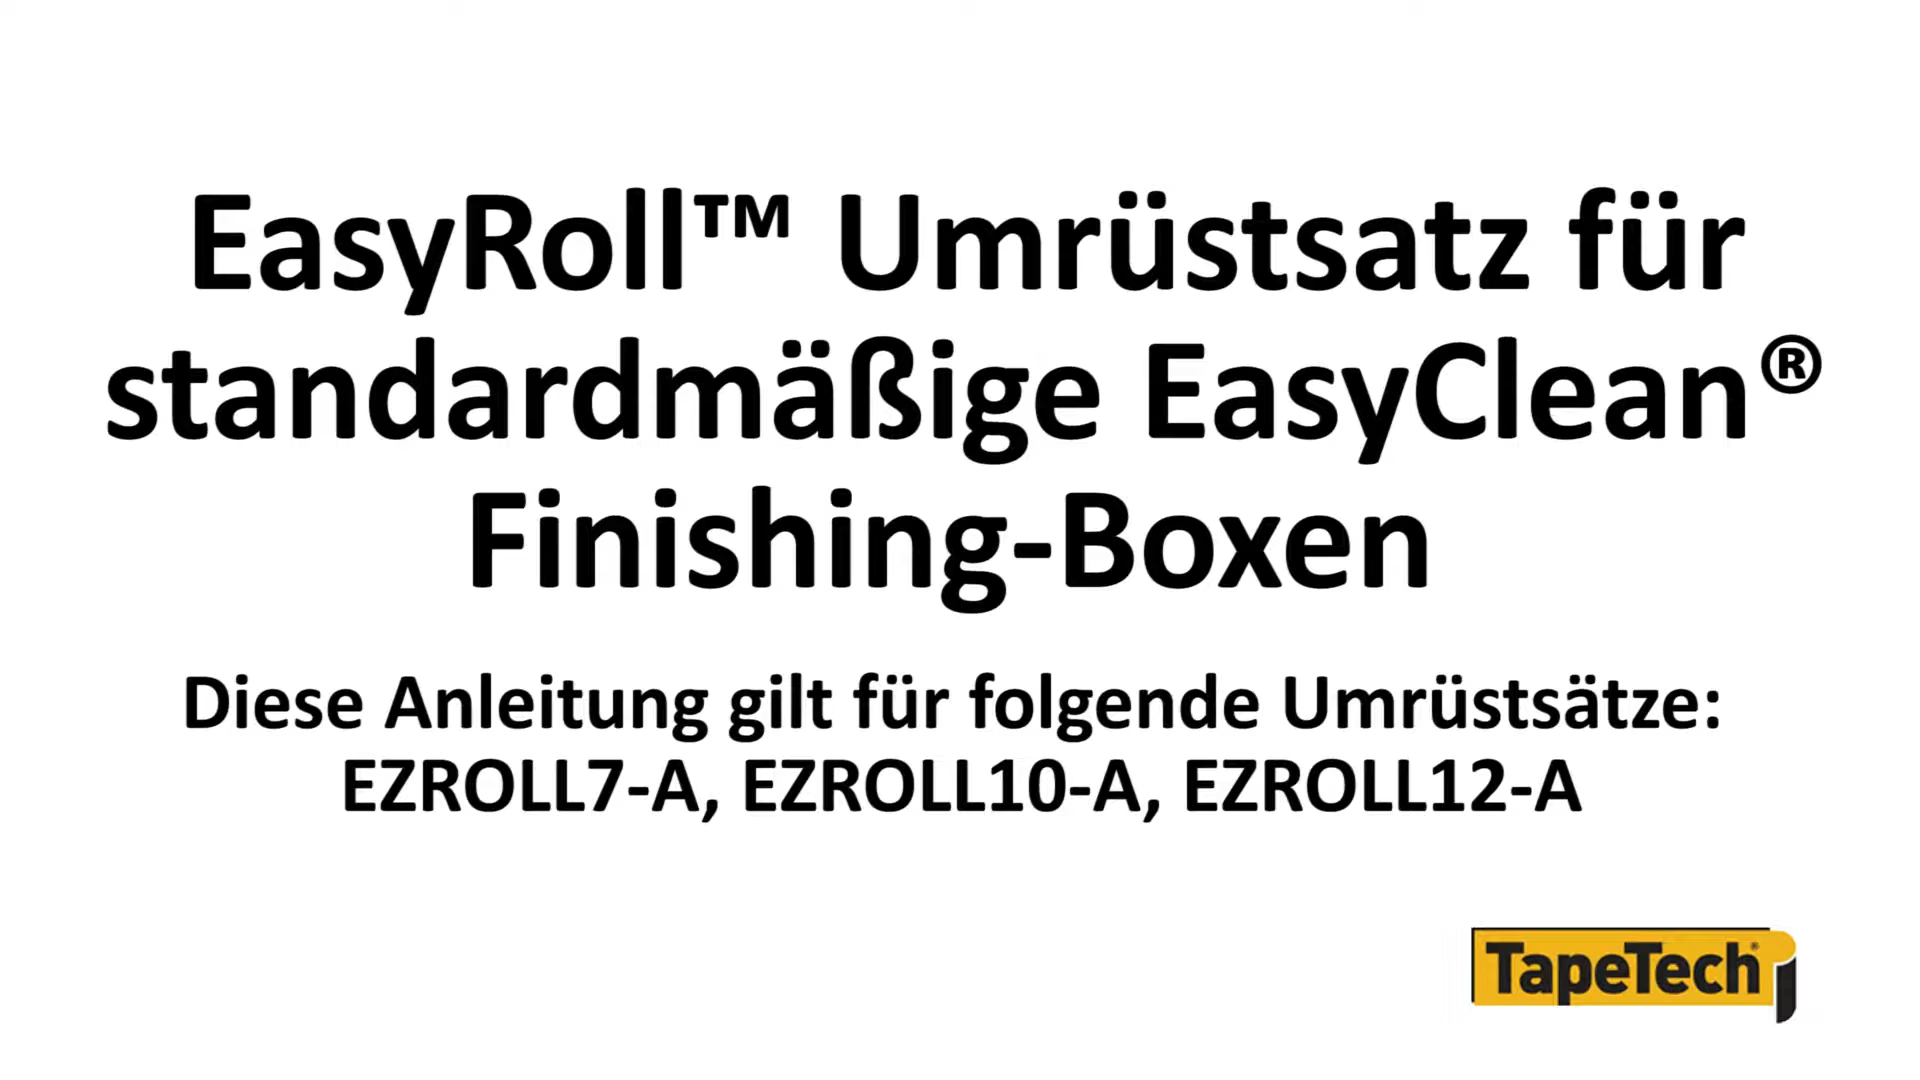 EasyRoll™ Umrüstsatz für
standardmäßige EasyClean®
Finishing-Boxen
Diese Anleitung gilt für folgende Umrüstsätze:
EZROLL7-A, EZROLL10-A, EZROLL12-A
TapeTech®